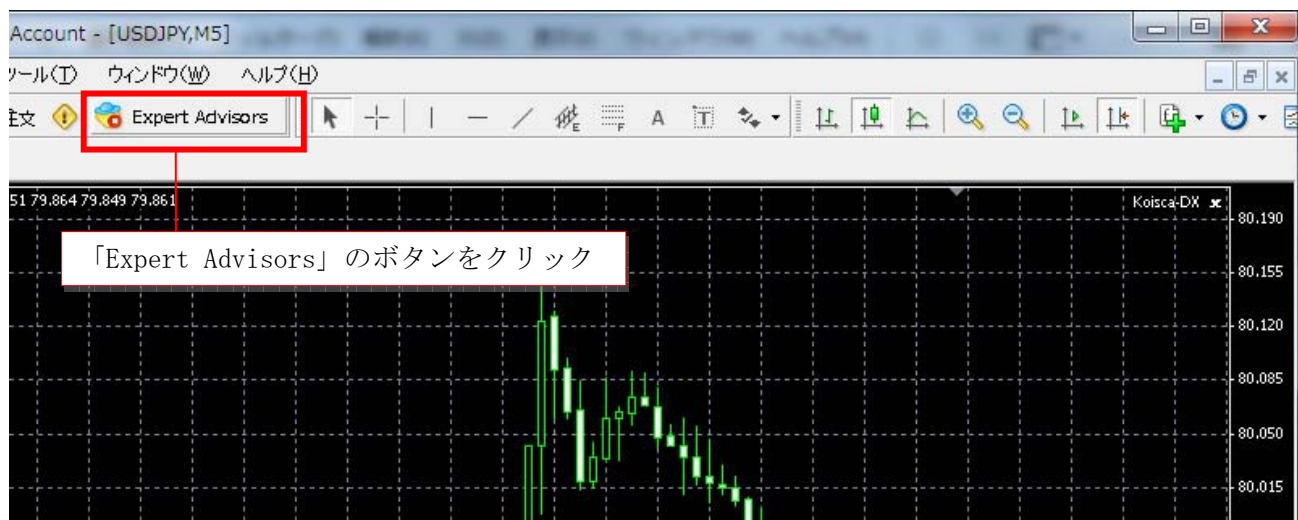 Account - [USDJPY,M5]
ツール(T) ウィンドウ(W) ヘルプ(H)
注文 Expert Advisors
51 79.864 79.849 79.861
Koisca-DX
80.190
「Expert Advisors」のボタンをクリック
80.155
80.120
80.085
80.050
80.015